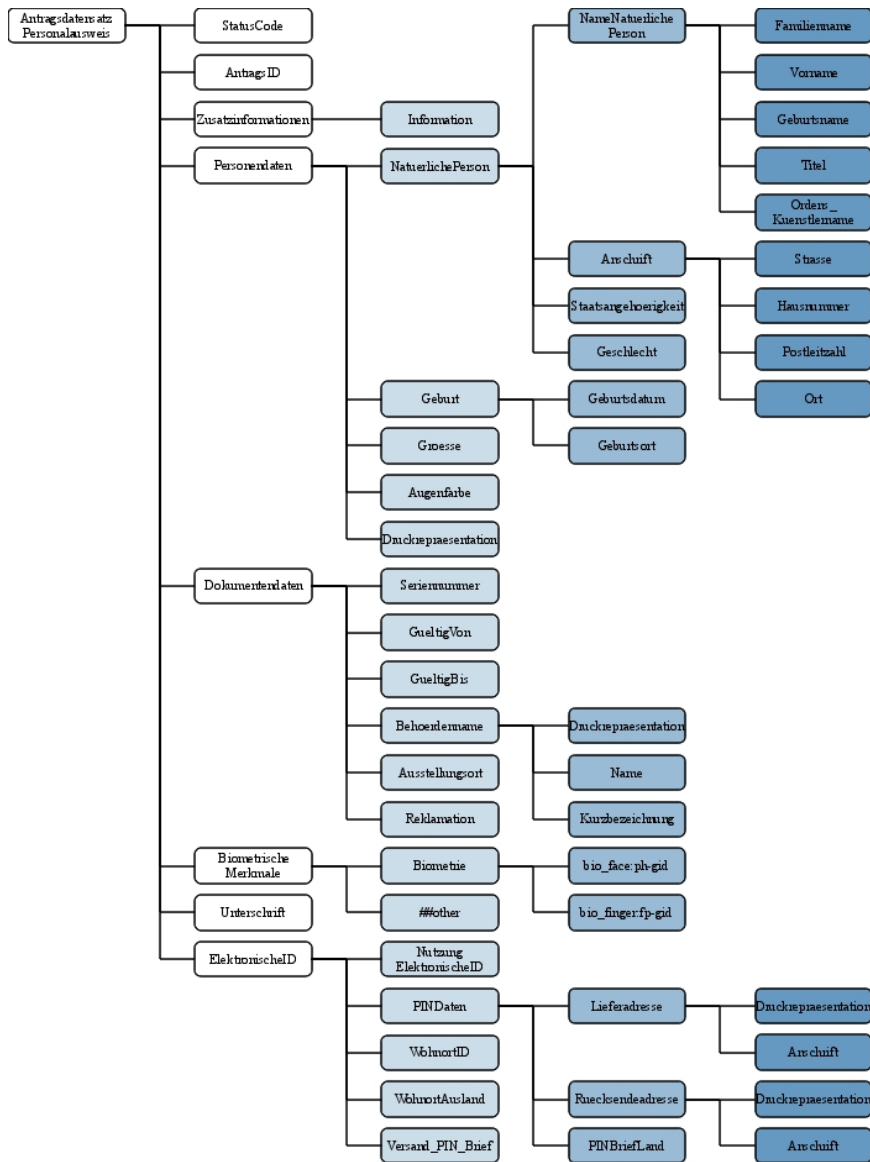 Antragsdatensatz
Personalausweis
StatusCode
AntragsID
Zusatzinformationen
Information
Personendaten
NatuerlichePerson
NameNatuerliche
Person
Familienname
Vorname
Geburtsname
Titel
Ordens_
Kuenstlername
Anschrift
Strasse
Hausnummer
Postleitzahl
Ort
Staatsangehoerigkeit
Geschlecht
Geburt
Geburtsdatum
Geburtsort
Groesse
Augenfarbe
Druckrepraesentation
Dokumentendaten
Seriennummer
GueltigVon
GueltigBis
Behoerdenname
Druckrepraesentation
Name
Kurzbezeichnung
Ausstellungsort
Reklamation
Biometrische
Merkmale
Biometrie
bio_face:ph-gid
bio_finger:fp-gid
##other
Unterschrift
ElektronischeID
Nutzung
ElektronischeID
PINDaten
Lieferadresse
Druckrepraesentation
Anschrift
Ruecksendeadresse
Druckrepraesentation
Anschrift
PINBriefLand
WohnortID
WohnortAusland
Versand_PIN_Brief